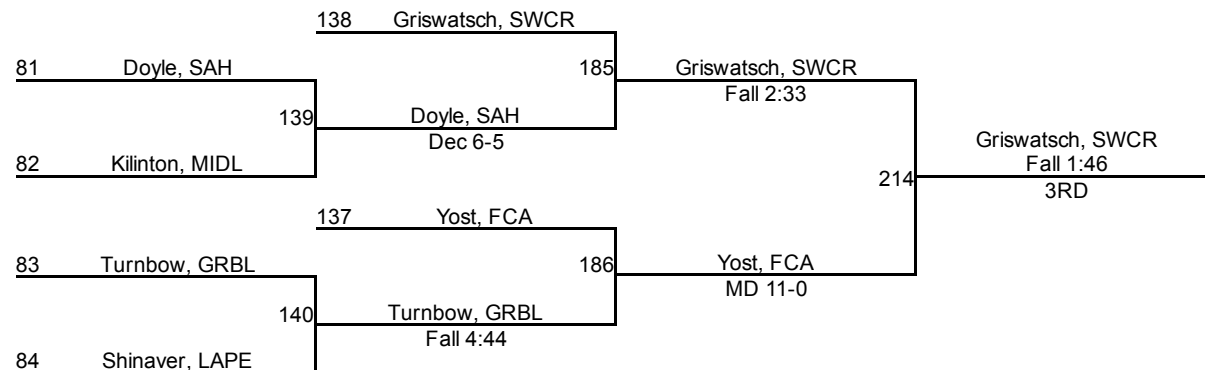 138 Griswatsch, SWCR
81 Doyle, SAH
185 Griswatsch, SWCR
Fall 2:33
139 Doyle, SAH
Dec 6-5
Griswatsch, SWCR
82 Kilinton, MIDL
Fall 1:46
214
3RD
137 Yost, FCA
83 Turnbow, GRBL
186 Yost, FCA
MD 11-0
140 Turnbow, GRBL
Fall 4:44
84 Shinaver, LAPE